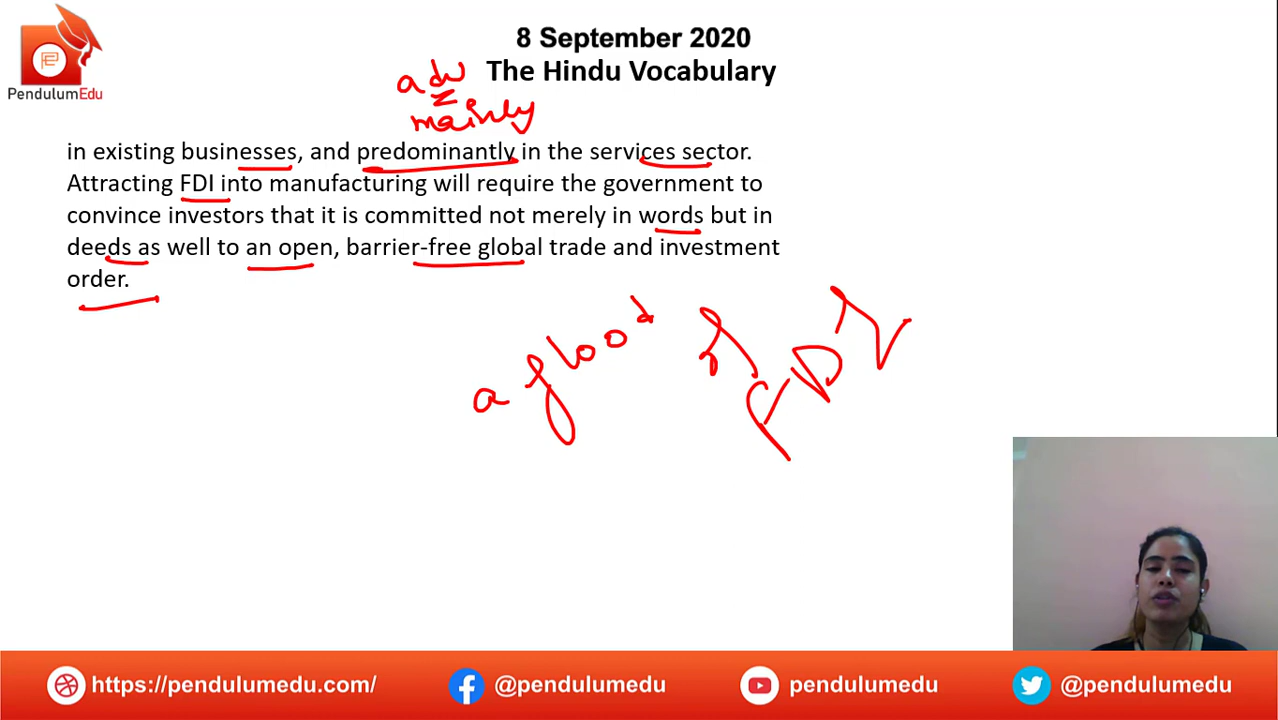 8 September 2020
The Hindu Vocabulary
PendulumEdu
adv
mainly
in existing businesses, and predominantly in the services sector.
Attracting FDI into manufacturing will require the government to
convince investors that it is committed not merely in words but in
deeds as well to an open, barrier-free global trade and investment
order.
a flood of FDI
https://pendulumedu.com/
@pendulumedu
pendulumedu
@pendulumedu